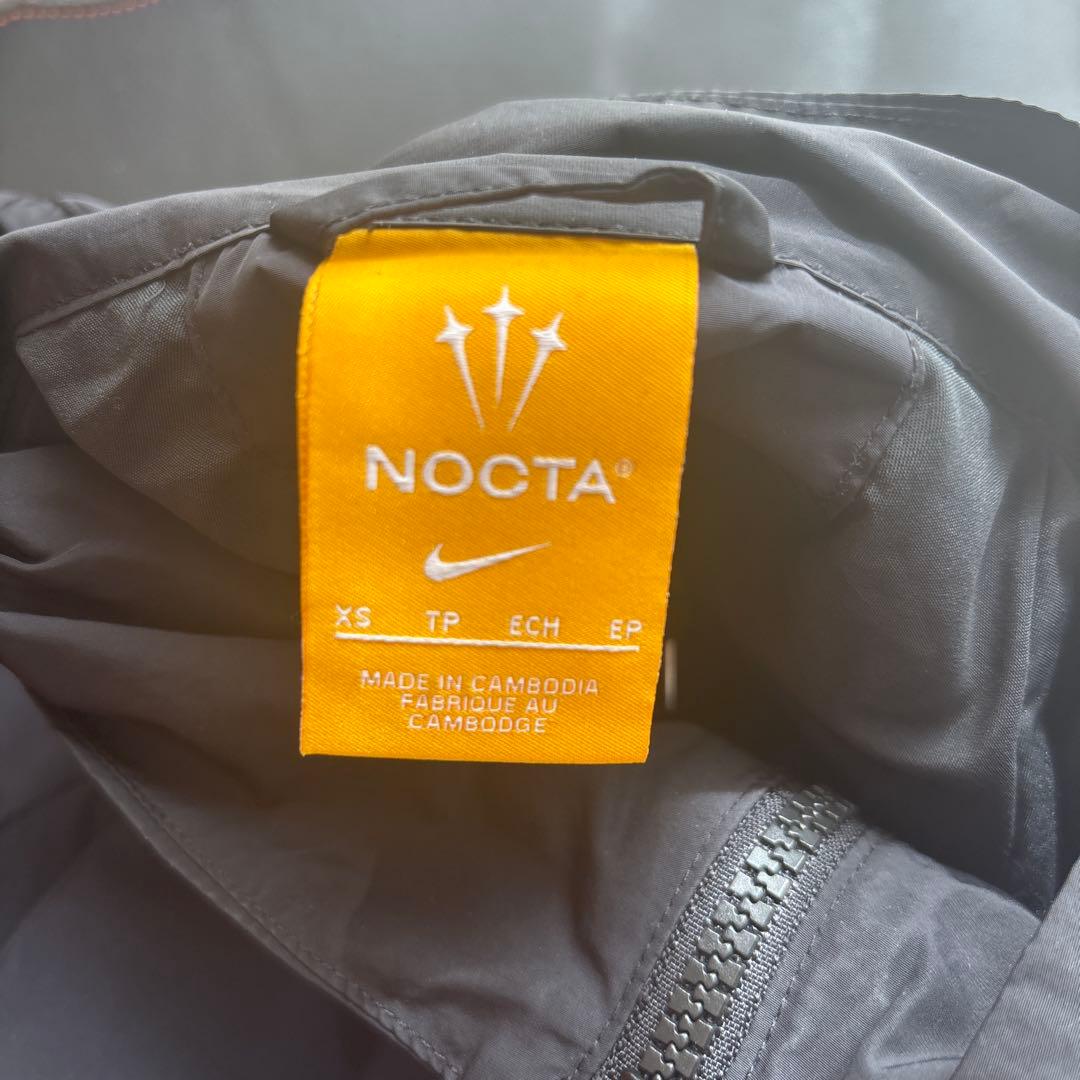 NOCTA®
XS TP ECH EP
MADE IN CAMBODIA
FABRIQUE AU
CAMBODGE